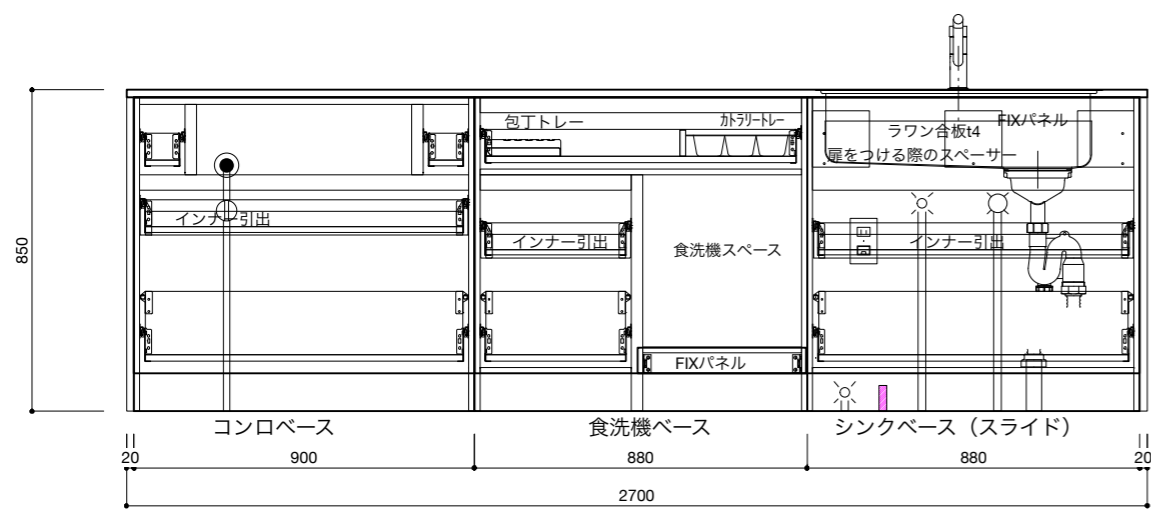 包丁トレー
カトラリートレー
ラワン合板t4
FIXパネル
扉をつける際のスペーサー
インナー引出
インナー引出
食洗機スペース
インナー引出
850
FIXパネル
コンロベース
食洗機ベース
シンクベース（スライド）
20
900
880
880
20
2700